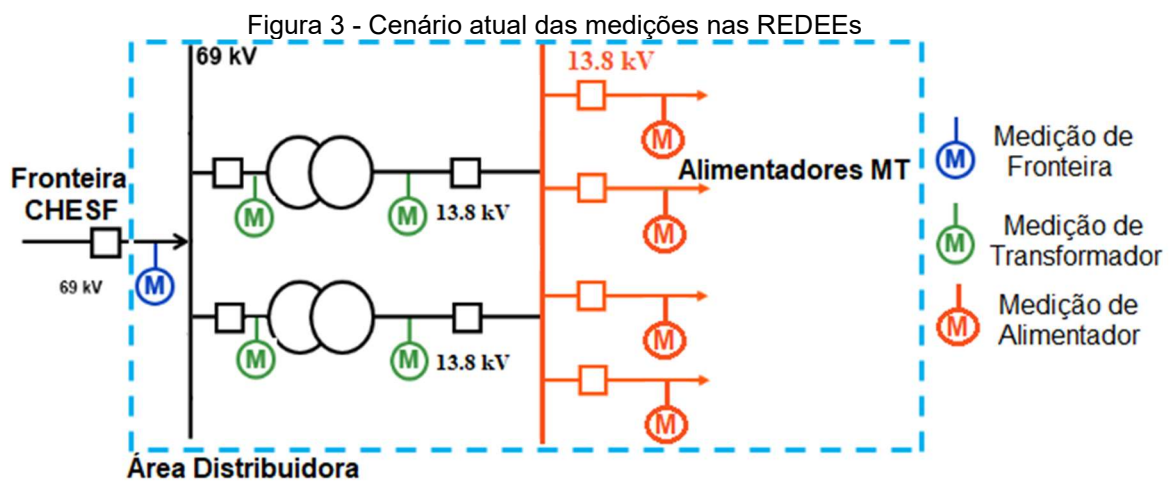 Figura 3 - Cenário atual das medições nas REDEEs
69 kV
13.8 kV
M
Alimentadores MT
Fronteira
CHESF
69 kV
M
M
M
13.8 kV
M
M
M
13.8 kV
M
M
M
Área Distribuidora
M
Medição de
Fronteira
M
Medição de
Transformador
M
Medição de
Alimentador